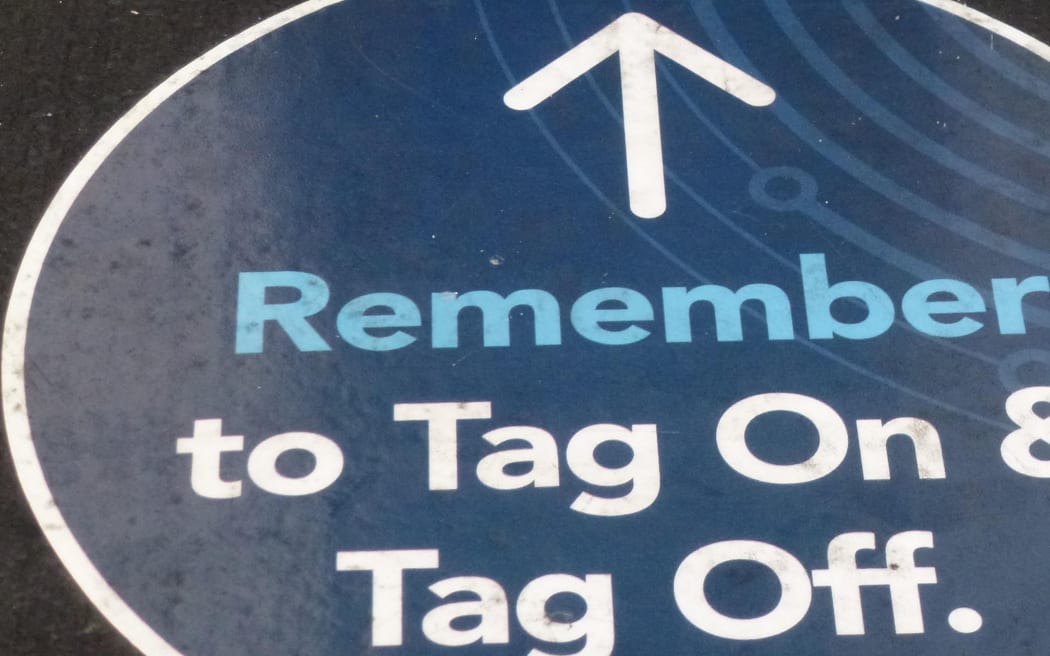 Remember
to Tag On &
Tag Off.